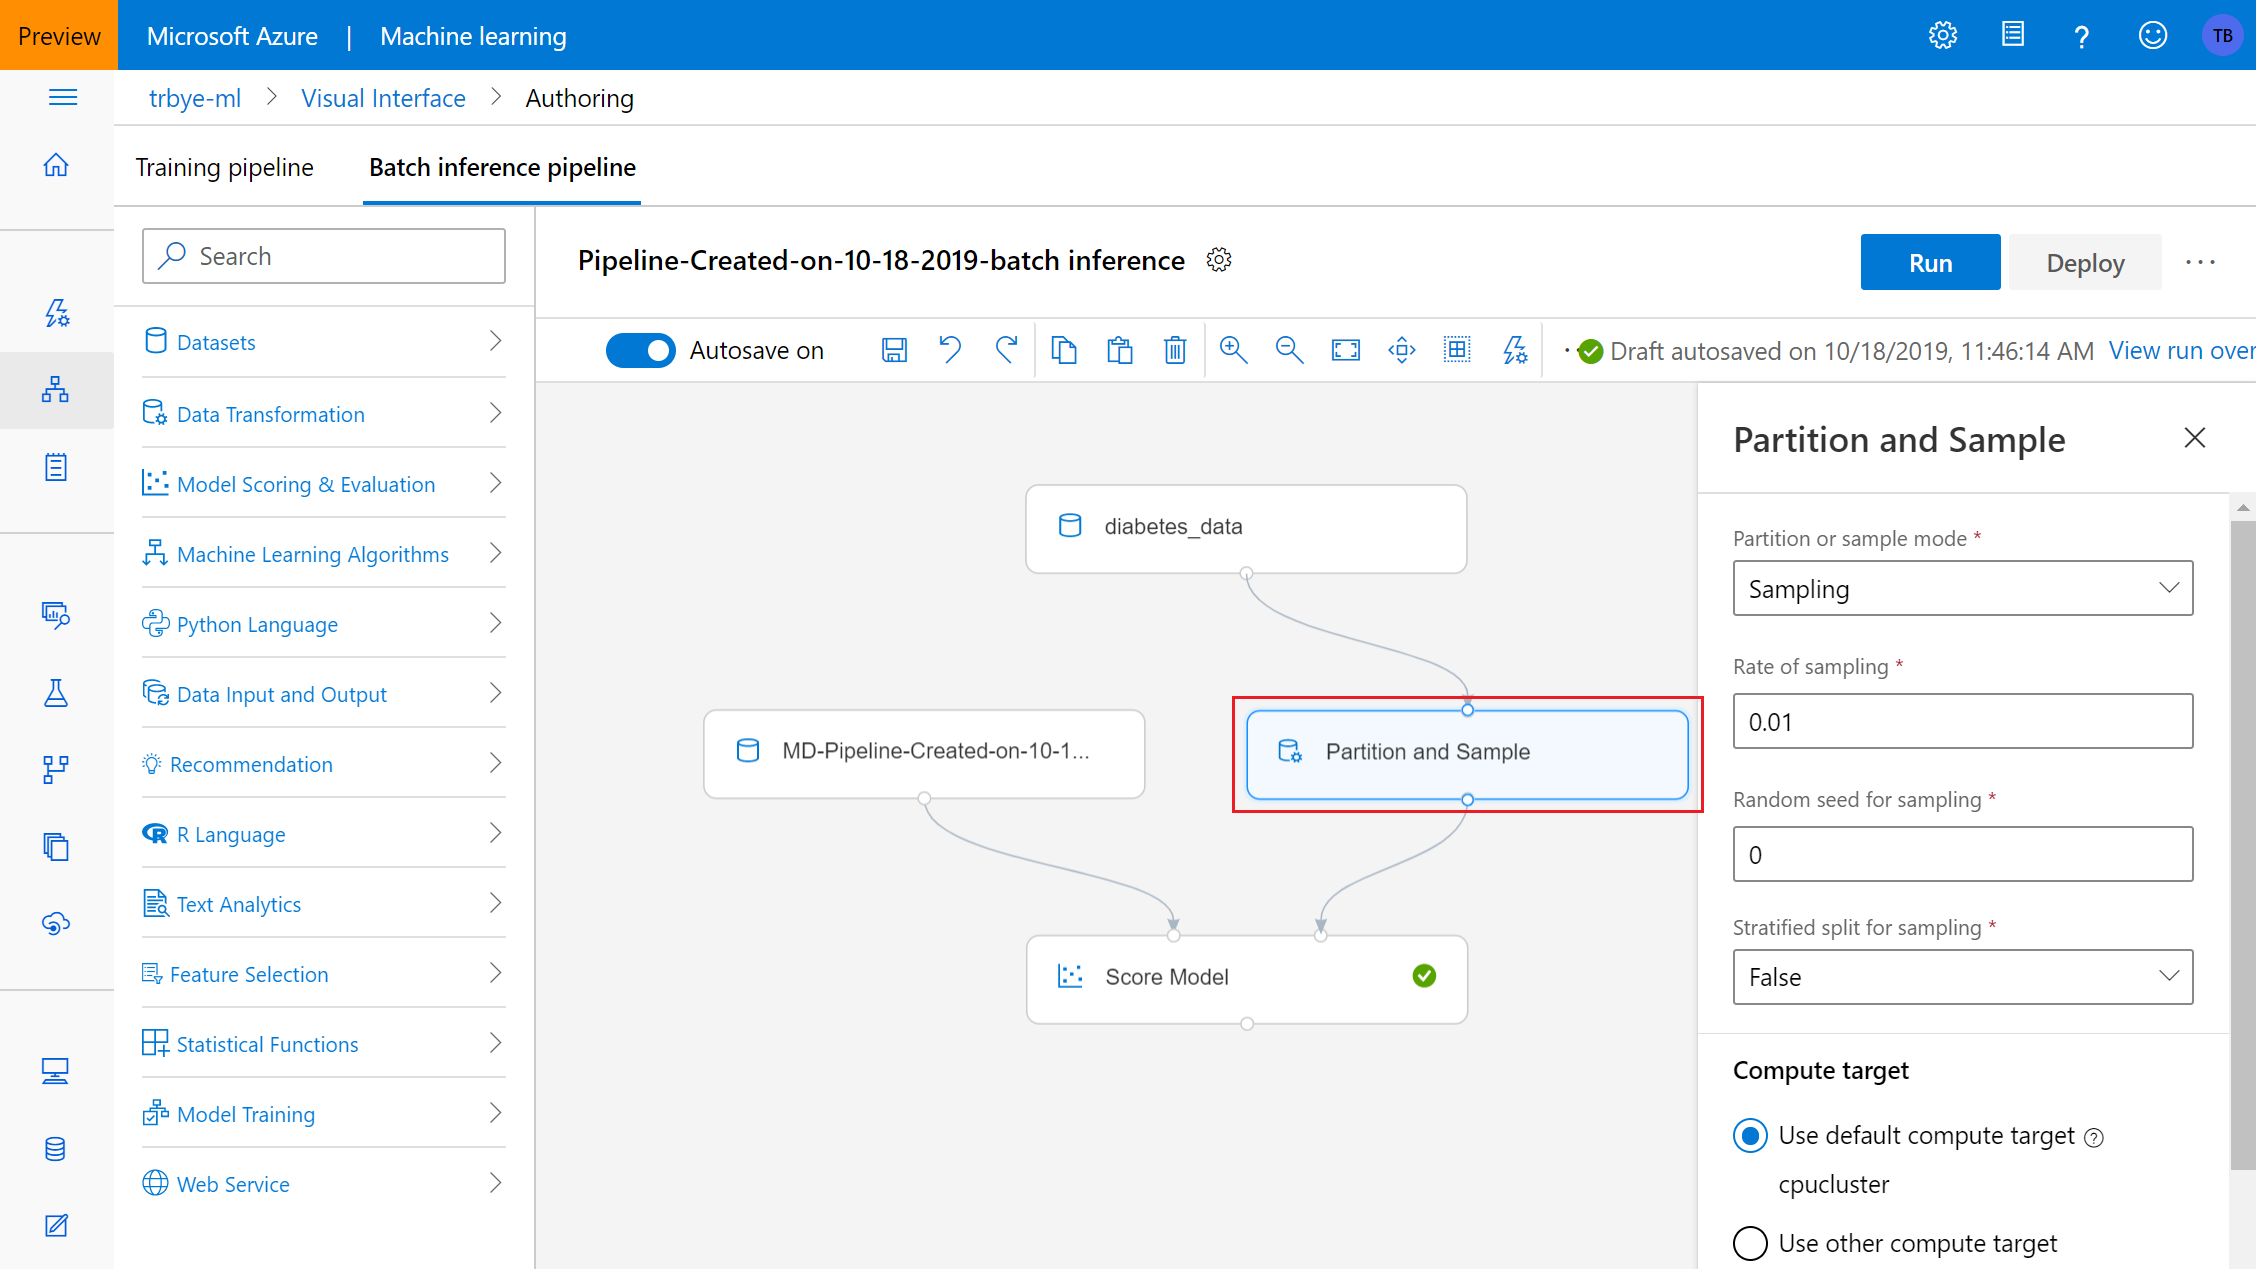 Preview
Microsoft Azure | Machine learning
TB
trbye-ml > Visual Interface > Authoring
Training pipeline
Batch inference pipeline
Search
Datasets
Data Transformation
Model Scoring & Evaluation
Machine Learning Algorithms
Python Language
Data Input and Output
Recommendation
R Language
Text Analytics
Feature Selection
Statistical Functions
Model Training
Web Service
Pipeline-Created-on-10-18-2019-batch inference
Run
Deploy
...
Autosave on
Draft autosaved on 10/18/2019, 11:46:14 AM
View run over
diabetes_data
MD-Pipeline-Created-on-10-1...
Partition and Sample
Score Model
Partition and Sample
Partition or sample mode *
Sampling
Rate of sampling *
0.01
Random seed for sampling *
0
Stratified split for sampling *
False
Compute target
Use default compute target
cpucluster
Use other compute target